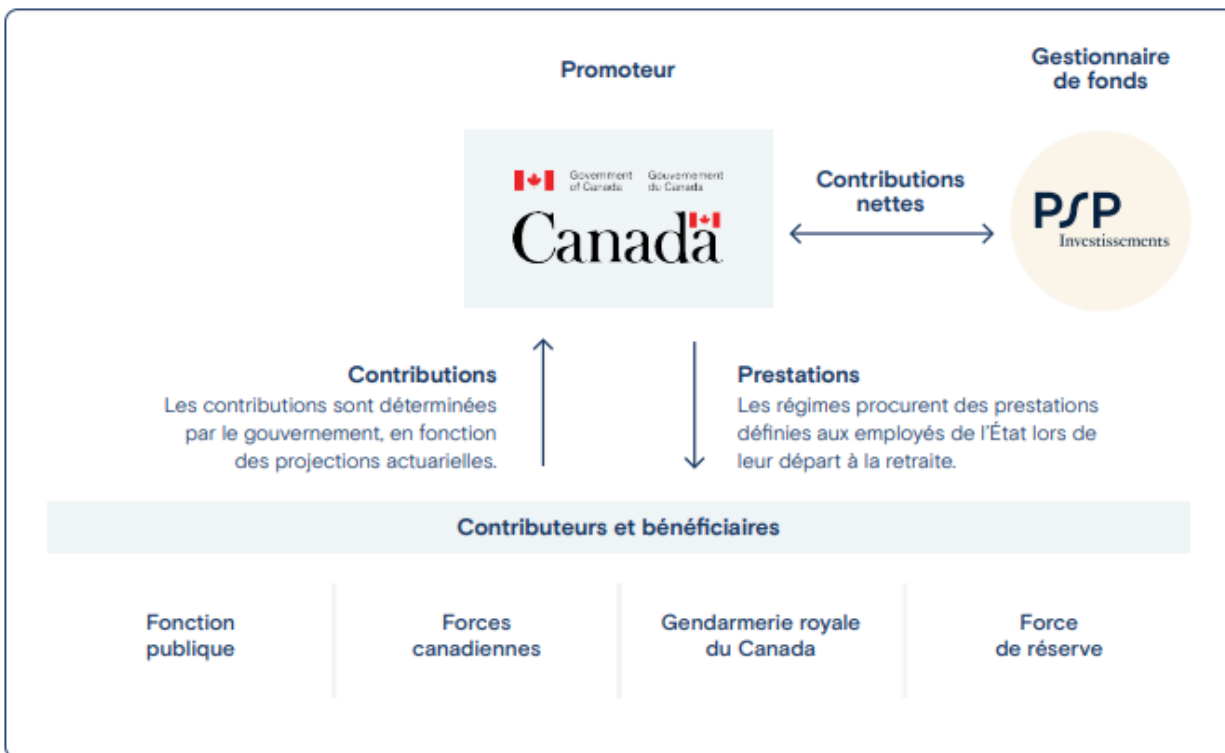 Promoteur
Gestionnaire
de fonds
Government
of Canada
Gouvernement
du Canada
Canada
Contributions
nettes
PSP
Investissements
Contributions
Les contributions sont déterminées
par le gouvernement, en fonction
des projections actuarielles.
Prestations
Les régimes procurent des prestations
définies aux employés de l’État lors de
leur départ à la retraite.
Contributeurs et bénéficiaires
Fonction
publique
Forces
canadiennes
Gendarmerie royale
du Canada
Force
de réserve